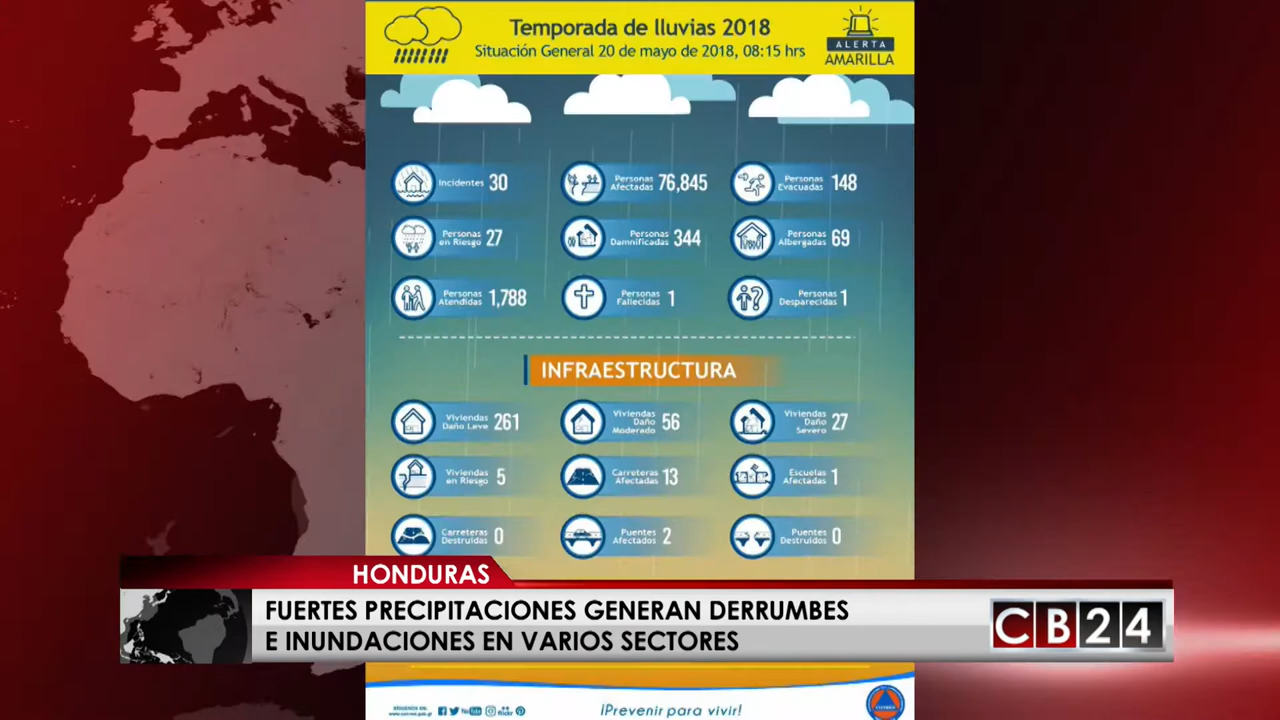 Temporada de lluvias 2018
Situación General 20 de mayo de 2018, 08:15 hrs
ALERTA
AMARILLA
Incidentes 30
Personas
Afectadas 76,845
Personas
Evacuadas 148
Personas
en Riesgo 27
Personas
Damnificadas 344
Personas
Albergadas 69
Personas
Atendidas 1,788
Personas
Fallecidas 1
Personas
Desparecidas 1
INFRAESTRUCTURA
Viviendas
Daño Leve 261
Viviendas
Daño
Moderado 56
Viviendas
Daño
Severo 27
Viviendas
en Riesgo 5
Carreteras
Afectadas 13
Escuelas
Afectadas 1
Carreteras
Destruidas 0
Puentes
Afectados 2
Puentes
Destruidos 0
HONDURAS
FUERTES PRECIPITACIONES GENERAN DERRUMBES
E INUNDACIONES EN VARIOS SECTORES
CB24
SÍGUENOS EN:
YouTube
flickr
¡Prevenir para vivir!